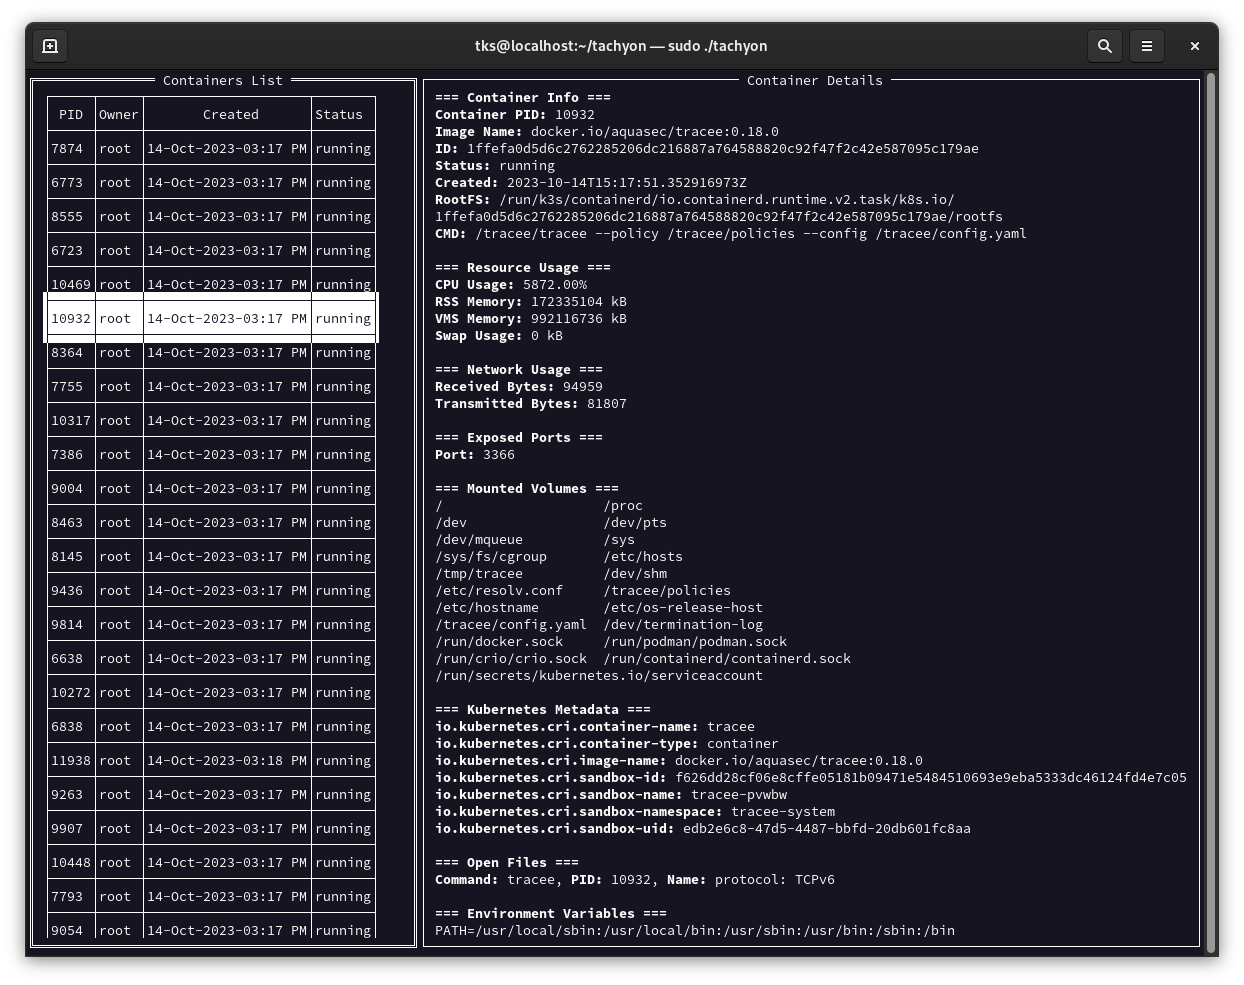 tks@localhost:~/tachyon — sudo ./tachyon
Containers List
PID Owner Created Status
7874 root 14-Oct-2023-03:17 PM running
6773 root 14-Oct-2023-03:17 PM running
8555 root 14-Oct-2023-03:17 PM running
6723 root 14-Oct-2023-03:17 PM running
10469 root 14-Oct-2023-03:17 PM running
10932 root 14-Oct-2023-03:17 PM running
8364 root 14-Oct-2023-03:17 PM running
7755 root 14-Oct-2023-03:17 PM running
10317 root 14-Oct-2023-03:17 PM running
7386 root 14-Oct-2023-03:17 PM running
9004 root 14-Oct-2023-03:17 PM running
8463 root 14-Oct-2023-03:17 PM running
8145 root 14-Oct-2023-03:17 PM running
9436 root 14-Oct-2023-03:17 PM running
9814 root 14-Oct-2023-03:17 PM running
6638 root 14-Oct-2023-03:17 PM running
10272 root 14-Oct-2023-03:17 PM running
6838 root 14-Oct-2023-03:17 PM running
11938 root 14-Oct-2023-03:18 PM running
9263 root 14-Oct-2023-03:17 PM running
9907 root 14-Oct-2023-03:17 PM running
10448 root 14-Oct-2023-03:17 PM running
7793 root 14-Oct-2023-03:17 PM running
9054 root 14-Oct-2023-03:17 PM running
Container Details
=== Container Info ===
Container PID: 10932
Image Name: docker.io/aquasec/tracee:0.18.0
ID: 1ffefa0d5d6c2762285206dc216887a764588820c92f47f2c42e587095c179ae
Status: running
Created: 2023-10-14T15:17:51.352916973Z
RootFS: /run/k3s/containerd/io.containerd.runtime.v2.task/k8s.io/
1ffefa0d5d6c2762285206dc216887a764588820c92f47f2c42e587095c179ae/rootfs
CMD: /tracee/tracee --policy /tracee/policies --config /tracee/config.yaml
=== Resource Usage ===
CPU Usage: 5872.00%
RSS Memory: 172335104 kB
VMS Memory: 992116736 kB
Swap Usage: 0 kB
=== Network Usage ===
Received Bytes: 94959
Transmitted Bytes: 81807
=== Exposed Ports ===
Port: 3366
=== Mounted Volumes ===
/ /proc
/dev /dev/pts
/dev/mqueue /sys
/sys/fs/cgroup /etc/hosts
/tmp/tracee /dev/shm
/etc/resolv.conf /tracee/policies
/etc/hostname /etc/os-release-host
/tracee/config.yaml /dev/termination-log
/run/docker.sock /run/podman/podman.sock
/run/crio/crio.sock /run/containerd/containerd.sock
/run/secrets/kubernetes.io/serviceaccount
=== Kubernetes Metadata ===
io.kubernetes.cri.container-name: tracee
io.kubernetes.cri.container-type: container
io.kubernetes.cri.image-name: docker.io/aquasec/tracee:0.18.0
io.kubernetes.cri.sandbox-id: f626dd28cf06e8cffe05181b09471e5484510693e9eba5333dc46124fd4e7c05
io.kubernetes.cri.sandbox-name: tracee-pvwbw
io.kubernetes.cri.sandbox-namespace: tracee-system
io.kubernetes.cri.sandbox-uid: edb2e6c8-47d5-4487-bbfd-20db601fc8aa
=== Open Files ===
Command: tracee, PID: 10932, Name: protocol: TCPv6
=== Environment Variables ===
PATH=/usr/local/sbin:/usr/local/bin:/usr/sbin:/usr/bin:/sbin:/bin